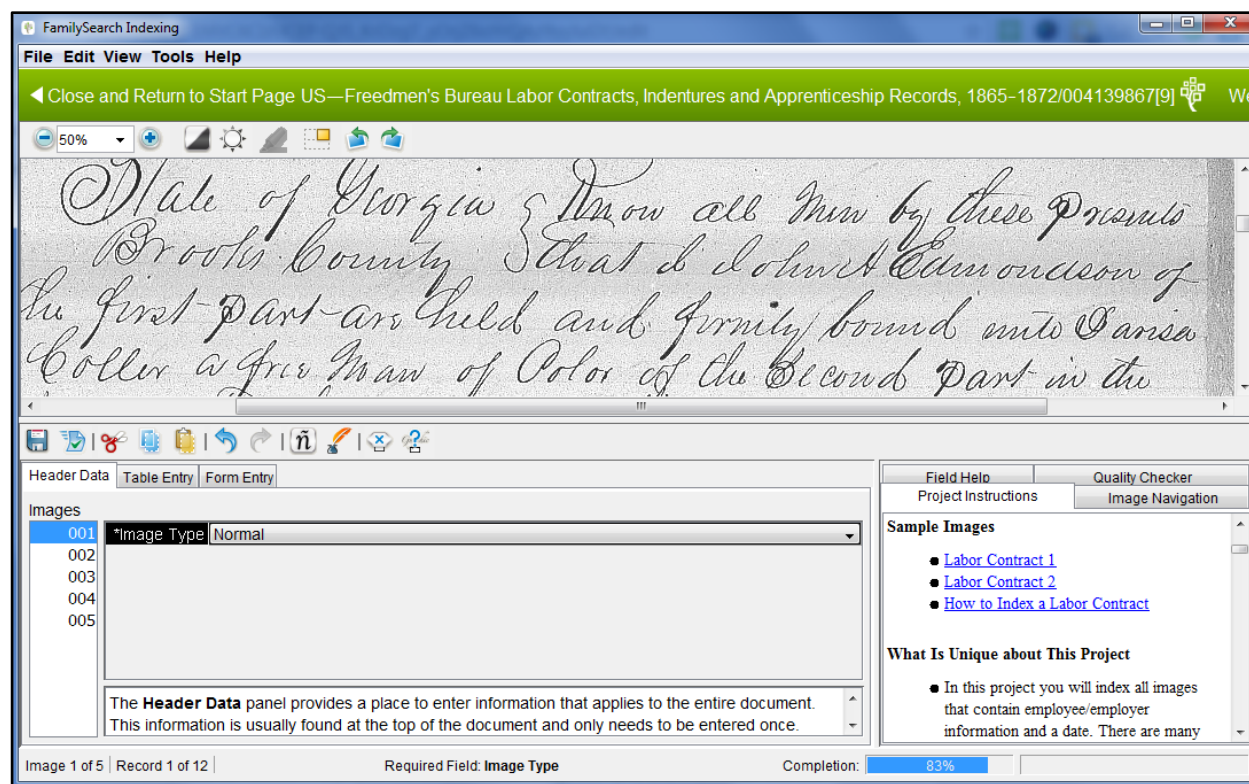 FamilySearch Indexing
File Edit View Tools Help
Close and Return to Start Page US—Freedmen's Bureau Labor Contracts, Indentures and Apprenticeship Records, 1865-1872/004139867[9] We
50%
State of Georgia } Know all Men by these Presents
Brooks County } that I John A Edmondson of
the first Part are held and firmily bound unto
Coller a free Man of Color of the Second Part in the
ñ
Header Data Table Entry Form Entry
Images
001 *Image Type Normal
002
003
004
005
The Header Data panel provides a place to enter information that applies to the entire document.
This information is usually found at the top of the document and only needs to be entered once.
Field Help Quality Checker
Project Instructions Image Navigation
Sample Images
Labor Contract 1
Labor Contract 2
How to Index a Labor Contract
What Is Unique about This Project
In this project you will index all images
that contain employee/employer
information and a date. There are many
Image 1 of 5 Record 1 of 12 Required Field: Image Type Completion: 83%